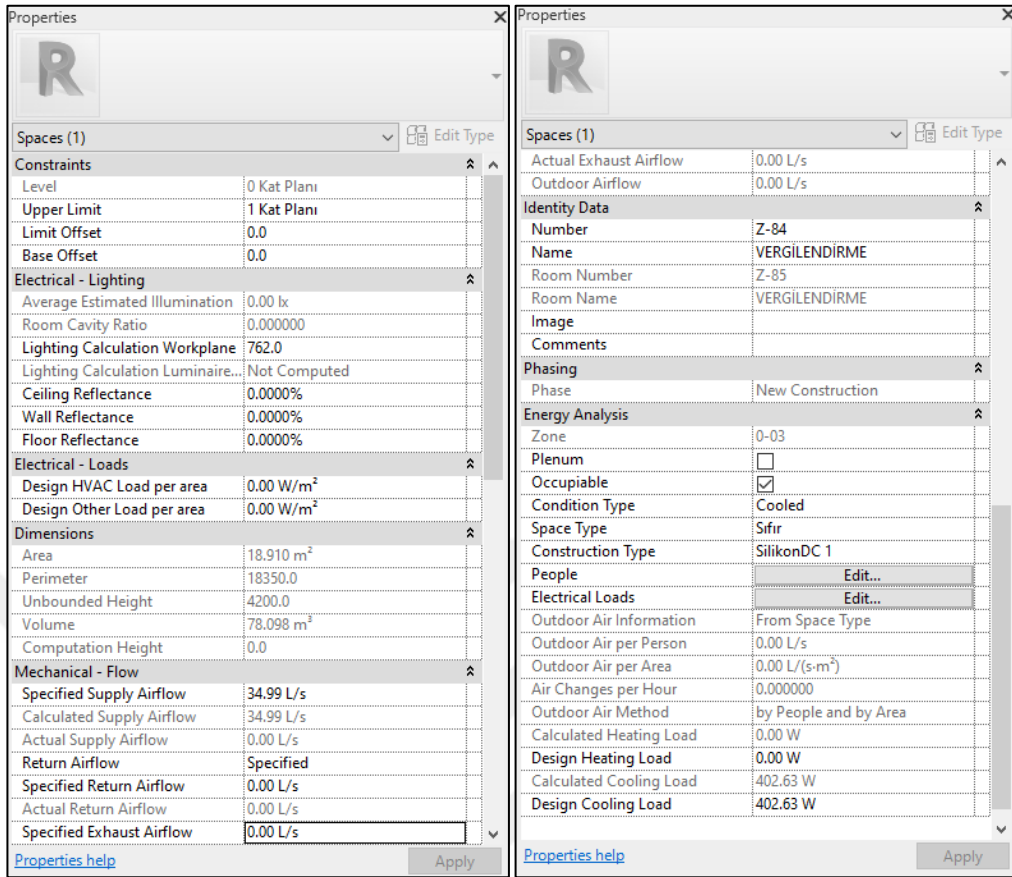 Properties
R
Spaces (1) Edit Type
Constraints
Level 0 Kat Planı
Upper Limit 1 Kat Planı
Limit Offset 0.0
Base Offset 0.0
Electrical - Lighting
Average Estimated Illumination 0.00 lx
Room Cavity Ratio 0.000000
Lighting Calculation Workplane 762.0
Lighting Calculation Luminaire... Not Computed
Ceiling Reflectance 0.0000%
Wall Reflectance 0.0000%
Floor Reflectance 0.0000%
Electrical - Loads
Design HVAC Load per area 0.00 W/m²
Design Other Load per area 0.00 W/m²
Dimensions
Area 18.910 m²
Perimeter 18350.0
Unbounded Height 4200.0
Volume 78.098 m³
Computation Height 0.0
Mechanical - Flow
Specified Supply Airflow 34.99 L/s
Calculated Supply Airflow 34.99 L/s
Actual Supply Airflow 0.00 L/s
Return Airflow Specified
Specified Return Airflow 0.00 L/s
Actual Return Airflow 0.00 L/s
Specified Exhaust Airflow 0.00 L/s
Properties help Apply
Properties
R
Spaces (1) Edit Type
Actual Exhaust Airflow 0.00 L/s
Outdoor Airflow 0.00 L/s
Identity Data
Number Z-84
Name VERGİLENDİRME
Room Number Z-85
Room Name VERGİLENDİRME
Image
Comments
Phasing
Phase New Construction
Energy Analysis
Zone 0-03
Plenum
Occupiable
Condition Type Cooled
Space Type Sıfır
Construction Type SilikonDC 1
People Edit...
Electrical Loads Edit...
Outdoor Air Information From Space Type
Outdoor Air per Person 0.00 L/s
Outdoor Air per Area 0.00 L/(s·m²)
Air Changes per Hour 0.000000
Outdoor Air Method by People and by Area
Calculated Heating Load 0.00 W
Design Heating Load 0.00 W
Calculated Cooling Load 402.63 W
Design Cooling Load 402.63 W
Properties help Apply